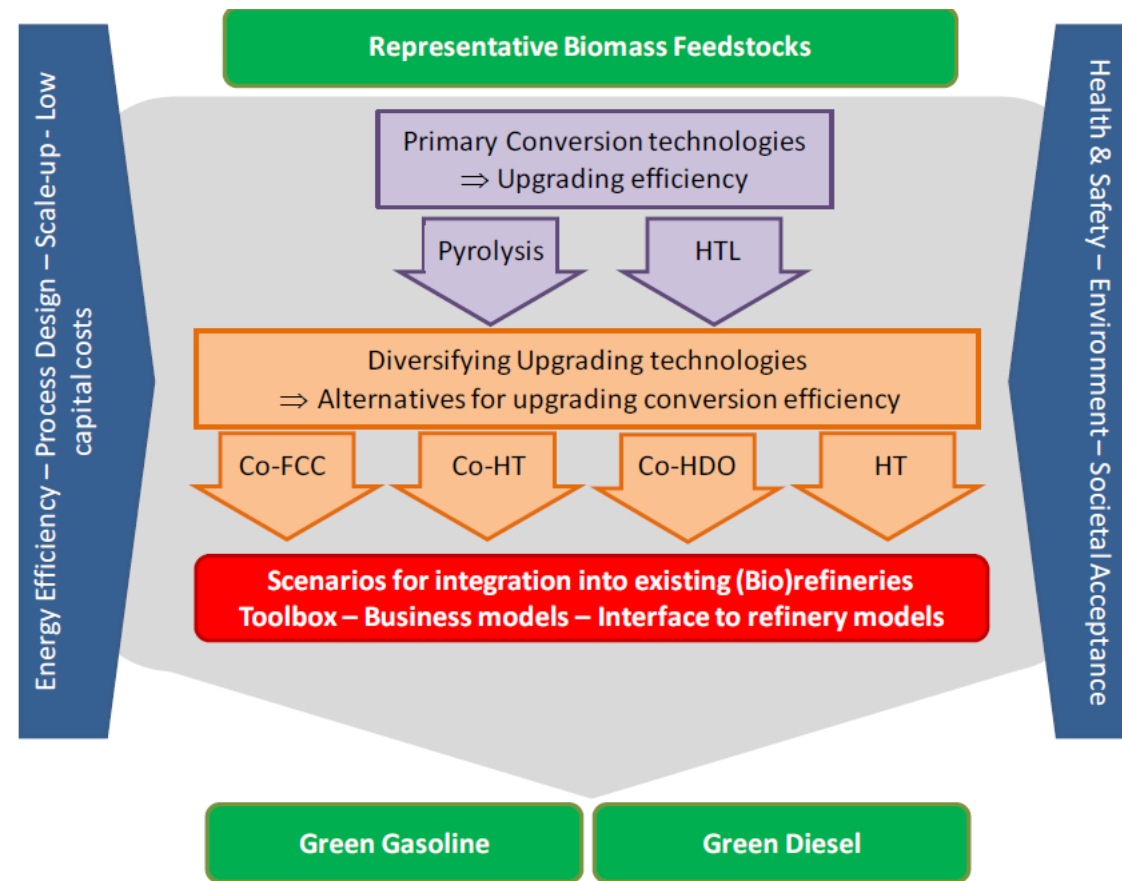 Representative Biomass Feedstocks
Energy Efficiency – Process Design – Scale-up - Low
capital costs
Health & Safety – Environment– Societal Acceptance
Primary Conversion technologies
⇒ Upgrading efficiency
Pyrolysis
HTL
Diversifying Upgrading technologies
⇒ Alternatives for upgrading conversion efficiency
Co-FCC
Co-HT
Co-HDO
HT
Scenarios for integration into existing (Bio)refineries
Toolbox – Business models – Interface to refinery models
Green Gasoline
Green Diesel